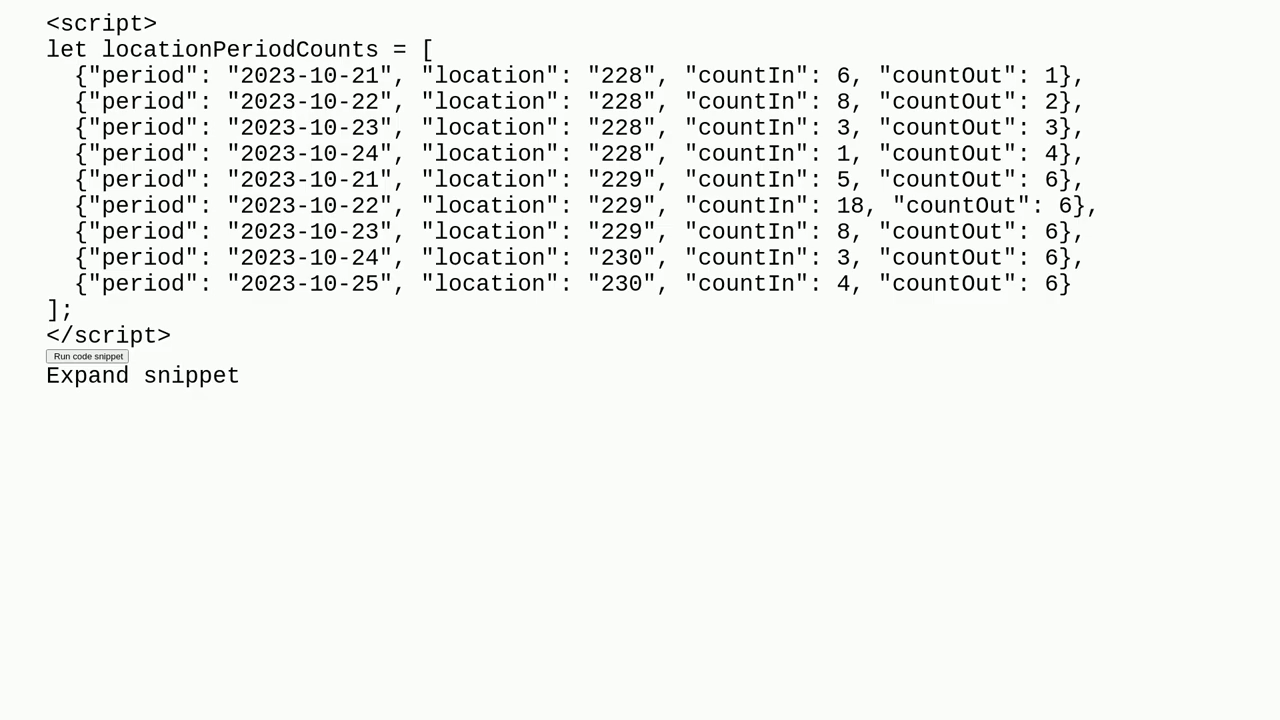 <script>
let locationPeriodCounts = [
  {"period": "2023-10-21", "location": "228", "countIn": 6, "countOut": 1},
  {"period": "2023-10-22", "location": "228", "countIn": 8, "countOut": 2},
  {"period": "2023-10-23", "location": "228", "countIn": 3, "countOut": 3},
  {"period": "2023-10-24", "location": "228", "countIn": 1, "countOut": 4},
  {"period": "2023-10-21", "location": "229", "countIn": 5, "countOut": 6},
  {"period": "2023-10-22", "location": "229", "countIn": 18, "countOut": 6},
  {"period": "2023-10-23", "location": "229", "countIn": 8, "countOut": 6},
  {"period": "2023-10-24", "location": "230", "countIn": 3, "countOut": 6},
  {"period": "2023-10-25", "location": "230", "countIn": 4, "countOut": 6}
];
</script>
Run code snippet
Expand snippet